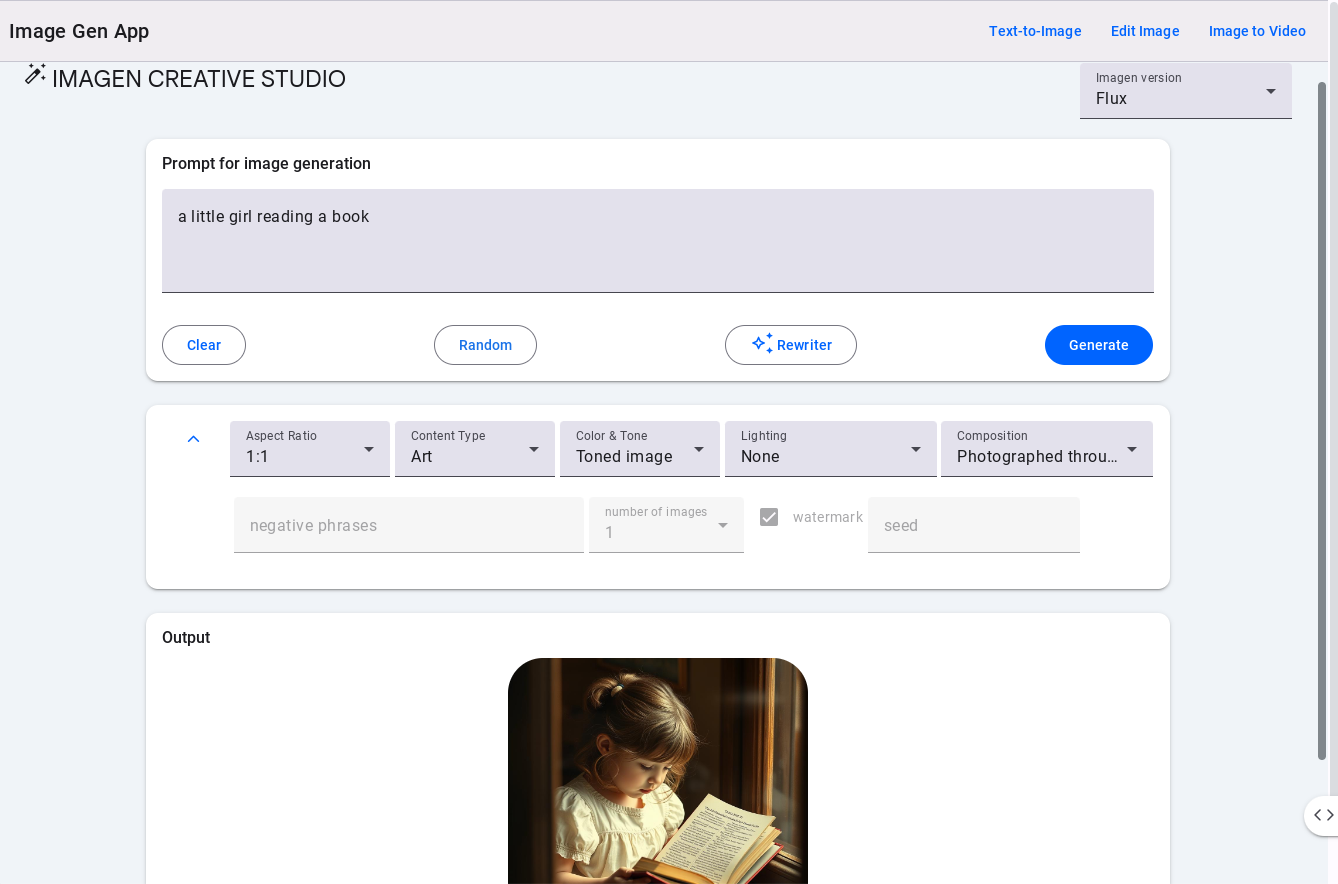 Image Gen App
Text-to-Image Edit Image Image to Video
IMAGEN CREATIVE STUDIO
Imagen version
Flux
Prompt for image generation
a little girl reading a book
Clear Random Rewriter Generate
Aspect Ratio Content Type Color & Tone Lighting Composition
1:1 Art Toned image None Photographed throu...
number of images
negative phrases 1 watermark seed
Output